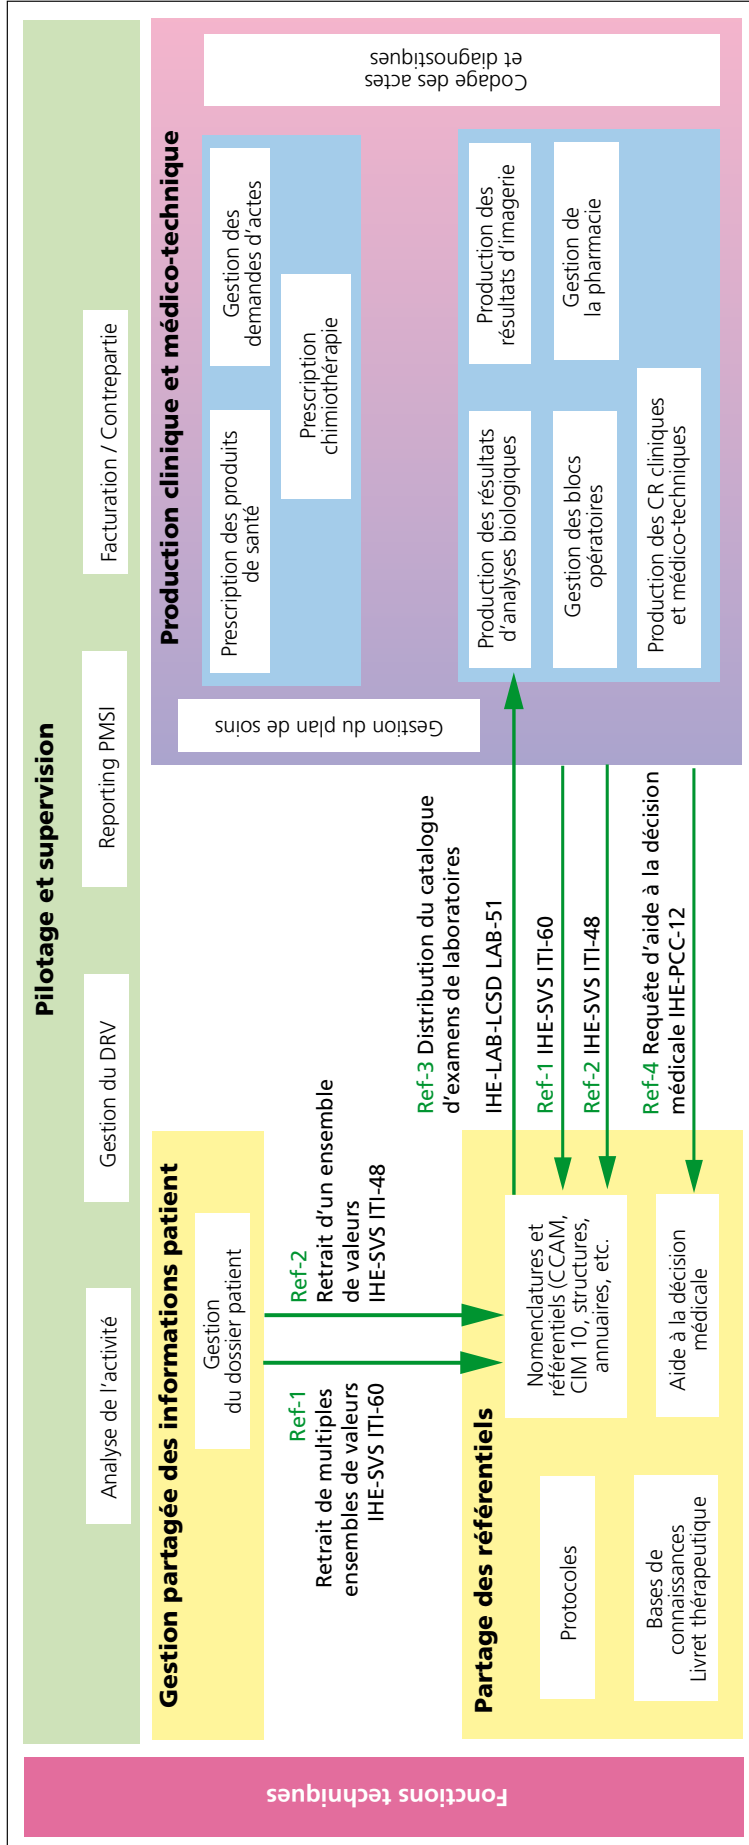 Pilotage et supervision
Analyse de l'activité
Gestion du DRV
Reporting PMSI
Facturation / Contrepartie
Fonctions techniques
Gestion partagée des informations patient
Gestion
du dossier patient
Ref-1
Retrait de multiples
ensembles de valeurs
IHE-SVS ITI-60
Ref-2
Retrait d'un ensemble
de valeurs
IHE-SVS ITI-48
Partage des référentiels
Protocoles
Bases de
connaissances
Livret thérapeutique
Nomenclatures et
référentiels (CCAM,
CIM 10, structures,
annuaires, etc.
Aide à la décision
médicale
Ref-3 Distribution du catalogue
d'examens de laboratoires
IHE-LAB-LCSD LAB-51
Ref-1 IHE-SVS ITI-60
Ref-2 IHE-SVS ITI-48
Ref-4 Requête d'aide à la décision
médicale IHE-PCC-12
Production clinique et médico-technique
Gestion du plan de soins
Prescription des produits
de santé
Gestion des
demandes d'actes
Prescription
chimiothérapie
Production des résultats
d'analyses biologiques
Production des
résultats d'imagerie
Gestion des blocs
opératoires
Gestion de
la pharmacie
Production des CR cliniques
et médico-techniques
Codage des actes
et diagnostiques